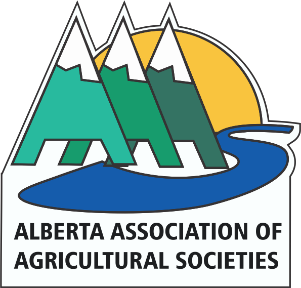 ALBERTA ASSOCIATION OF
AGRICULTURAL SOCIETIES